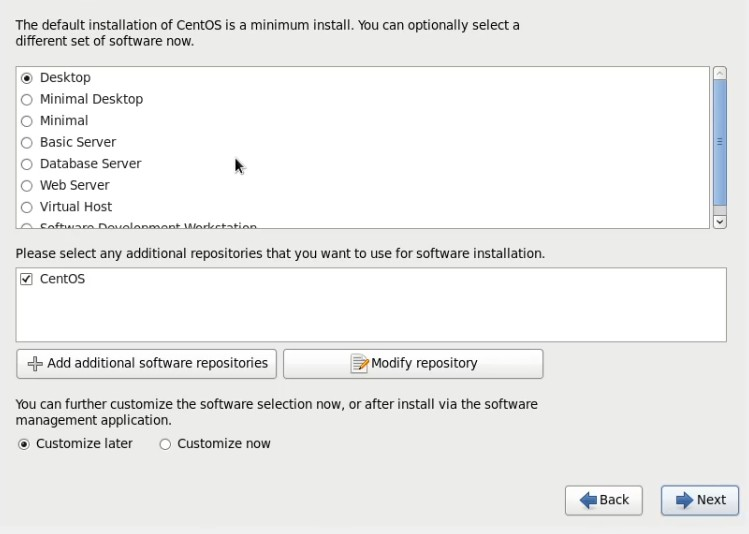 The default installation of CentOS is a minimum install. You can optionally select a
different set of software now.
Desktop
Minimal Desktop
Minimal
Basic Server
Database Server
Web Server
Virtual Host
Software Development Workstation
Please select any additional repositories that you want to use for software installation.
CentOS
Add additional software repositories
Modify repository
You can further customize the software selection now, or after install via the software
management application.
Customize later
Customize now
Back
Next